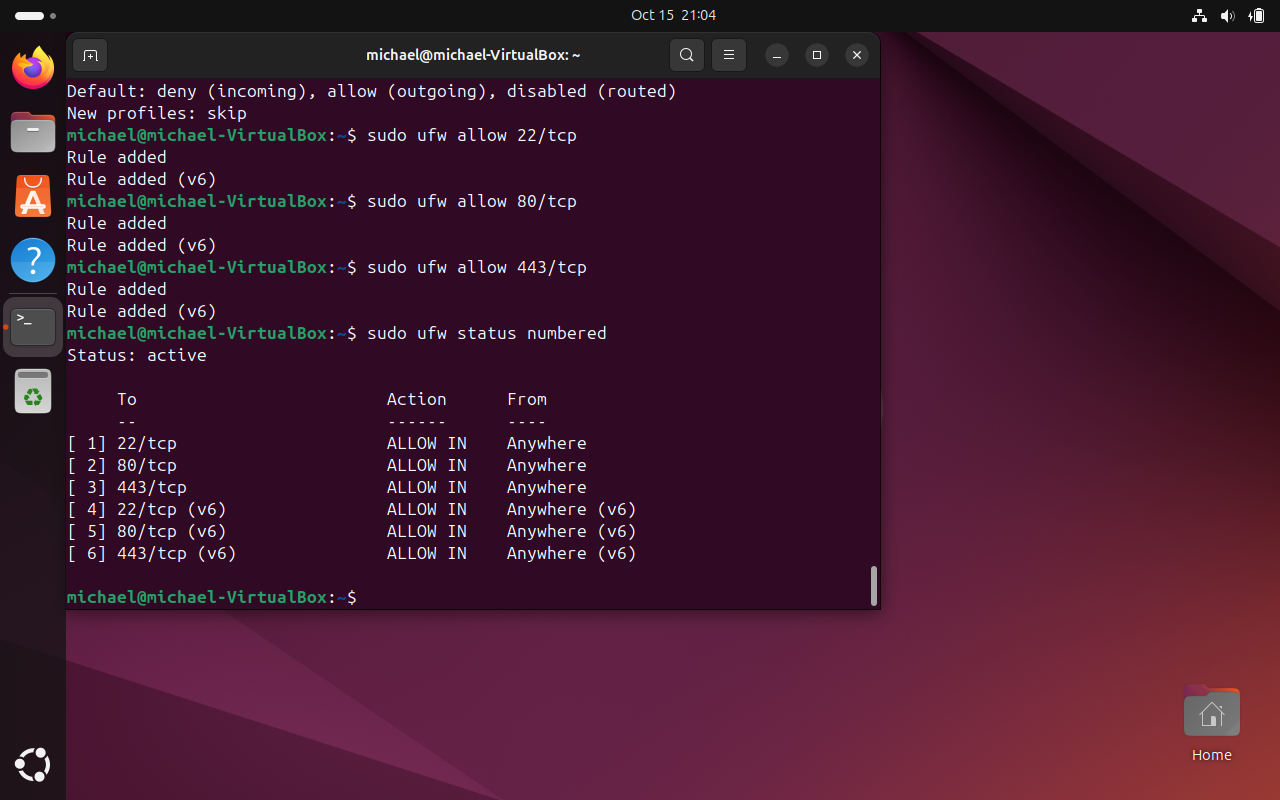 Oct 15 21:04
michael@michael-VirtualBox: ~
Default: deny (incoming), allow (outgoing), disabled (routed)
New profiles: skip
michael@michael-VirtualBox:~$ sudo ufw allow 22/tcp
Rule added
Rule added (v6)
michael@michael-VirtualBox:~$ sudo ufw allow 80/tcp
Rule added
Rule added (v6)
michael@michael-VirtualBox:~$ sudo ufw allow 443/tcp
Rule added
Rule added (v6)
michael@michael-VirtualBox:~$ sudo ufw status numbered
Status: active
     To                         Action      From
     --                         ------      ----
[ 1] 22/tcp                     ALLOW IN    Anywhere
[ 2] 80/tcp                     ALLOW IN    Anywhere
[ 3] 443/tcp                    ALLOW IN    Anywhere
[ 4] 22/tcp (v6)                ALLOW IN    Anywhere (v6)
[ 5] 80/tcp (v6)                ALLOW IN    Anywhere (v6)
[ 6] 443/tcp (v6)               ALLOW IN    Anywhere (v6)
michael@michael-VirtualBox:~$
Home